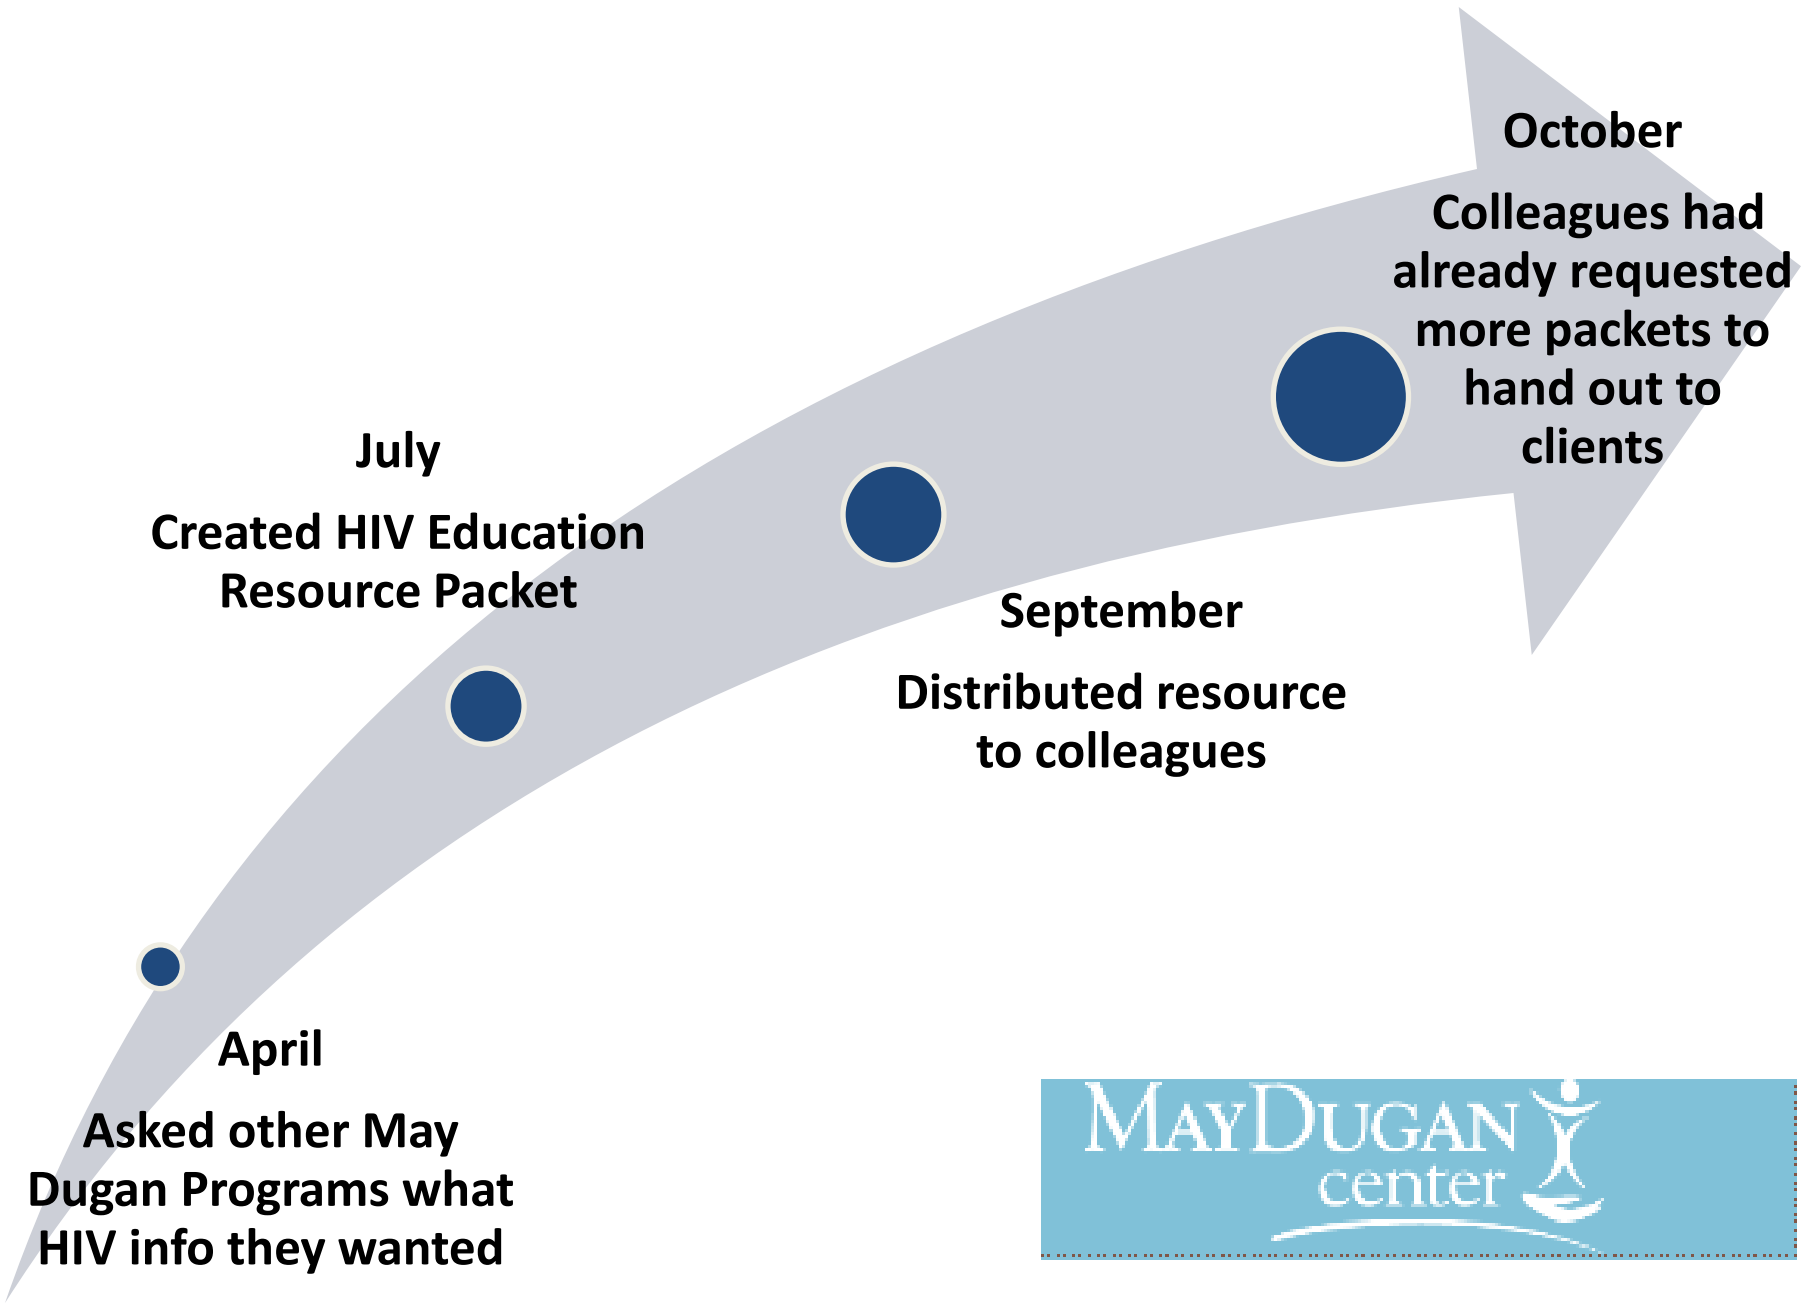 April
Asked other May
Dugan Programs what
HIV info they wanted
July
Created HIV Education
Resource Packet
September
Distributed resource
to colleagues
October
Colleagues had
already requested
more packets to
hand out to
clients
MAYDUGAN
center